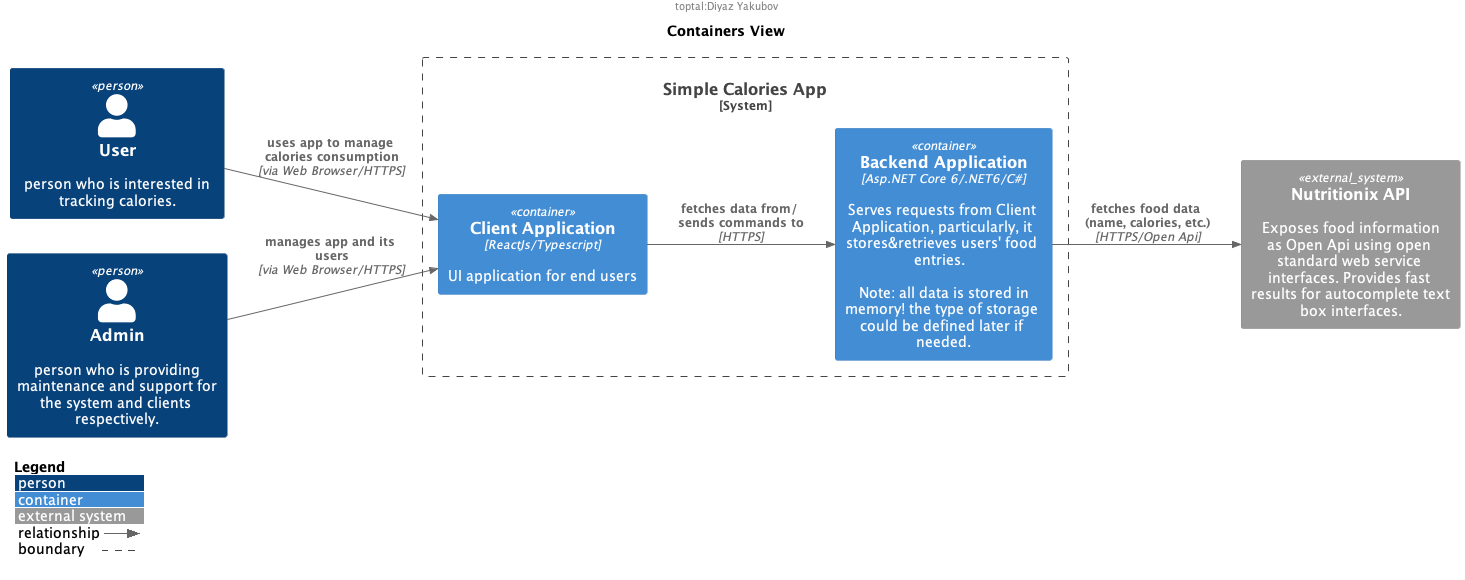 toptal:Diyaz Yakubov
Containers View
«person»
User
person who is interested in
tracking calories.
«person»
Admin
person who is providing
maintenance and support for
the system and clients
respectively.
uses app to manage
calories consumption
[via Web Browser/HTTPS]
manages app and its
users
[via Web Browser/HTTPS]
Simple Calories App
[System]
«container»
Client Application
[ReactJs/Typescript]
UI application for end users
fetches data from/
sends commands to
[HTTPS]
«container»
Backend Application
[Asp.NET Core 6/.NET6/C#]
Serves requests from Client
Application, particularly, it
stores&retrieves users' food
entries.
Note: all data is stored in
memory! the type of storage
could be defined later if
needed.
fetches food data
(name, calories, etc.)
[HTTPS/Open Api]
«external_system»
Nutritionix API
Exposes food information
as Open Api using open
standard web service
interfaces. Provides fast
results for autocomplete text
box interfaces.
Legend
person
container
external system
relationship
boundary